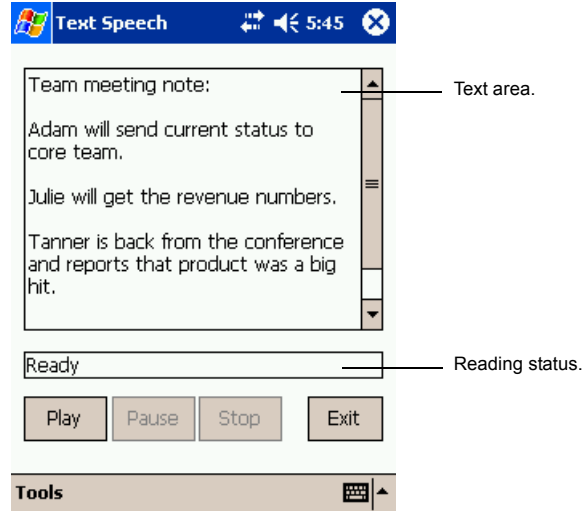 Text Speech 5:45
Team meeting note:
Text area.
Adam will send current status to
core team.
Julie will get the revenue numbers.
Tanner is back from the conference
and reports that product was a big
hit.
Ready
Reading status.
Play Pause Stop Exit
Tools